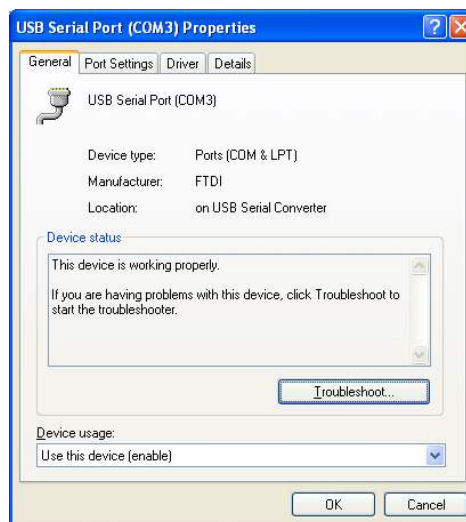 USB Serial Port (COM3) Properties
General Port Settings Driver Details
USB Serial Port (COM3)
Device type: Ports (COM & LPT)
Manufacturer: FTDI
Location: on USB Serial Converter
Device status
This device is working properly.
If you are having problems with this device, click Troubleshoot to
start the troubleshooter.
Troubleshoot...
Device usage:
Use this device (enable)
OK Cancel